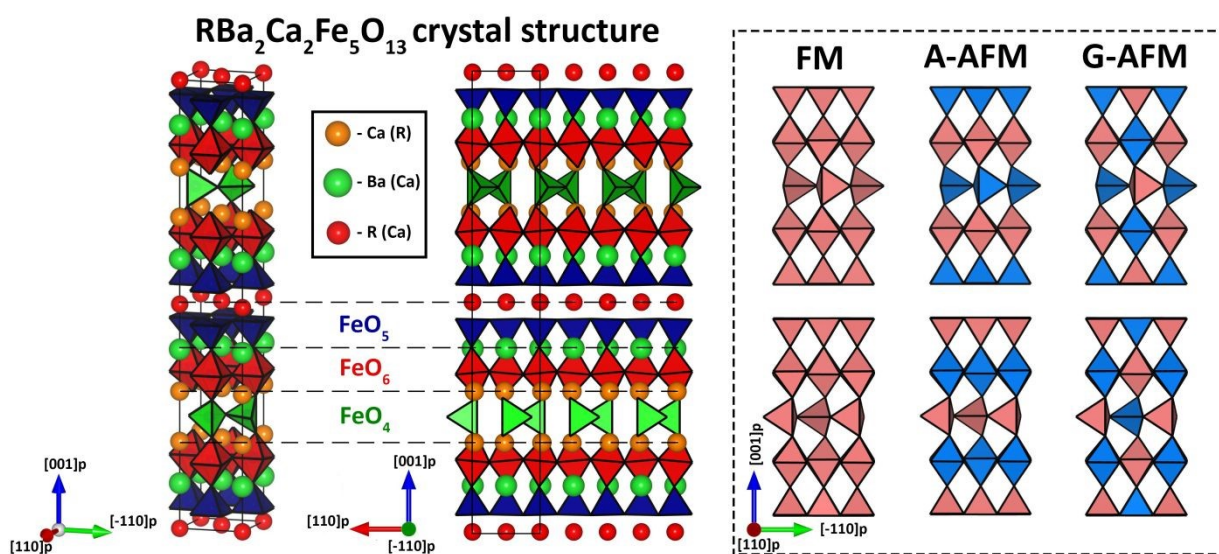 RBa₂Ca₂Fe₅O₁₃ crystal structure
- Ca (R)
- Ba (Ca)
- R (Ca)
FeO₅
FeO₆
FeO₄
[001]p
[-110]p
[110]p
[001]p
[110]p
[-110]p
FM A-AFM G-AFM
[001]p
[-110]p
[110]p